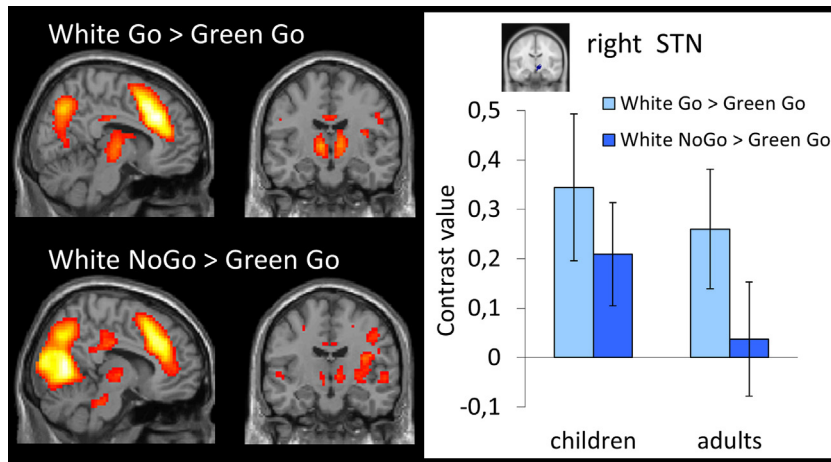 White Go > Green Go
White NoGo > Green Go
right STN
White Go > Green Go
White NoGo > Green Go
Contrast value
0,5
0,4
0,3
0,2
0,1
0
-0,1
children
adults